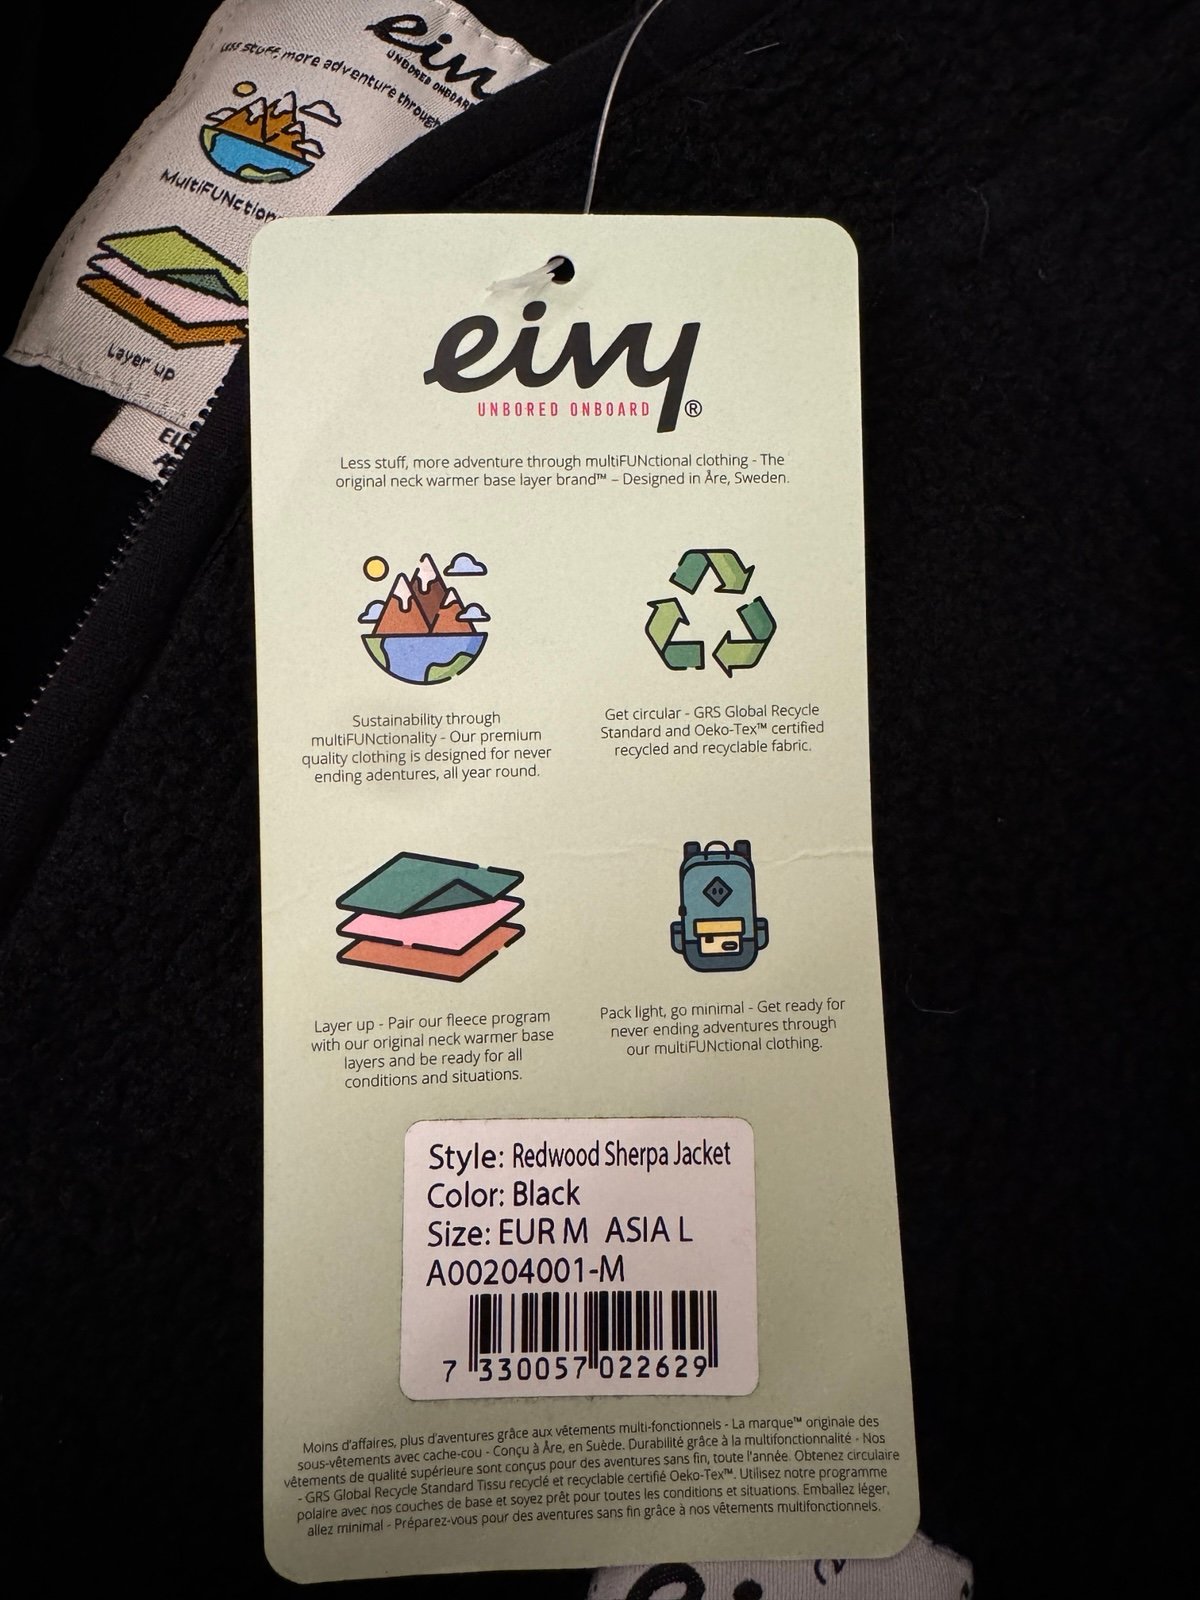 eivy
UNBORED ONBOARD
Less stuff, more adventure through
MultiFUNction
Layer up
eivy
UNBORED ONBOARD ®
Less stuff, more adventure through multiFUNctional clothing - The
original neck warmer base layer brand™ – Designed in Åre, Sweden.
Sustainability through
multiFUNctionality - Our premium
quality clothing is designed for never
ending adentures, all year round.
Get circular - GRS Global Recycle
Standard and Oeko-Tex™ certified
recycled and recyclable fabric.
Layer up - Pair our fleece program
with our original neck warmer base
layers and be ready for all
conditions and situations.
Pack light, go minimal - Get ready for
never ending adventures through
our multiFUNctional clothing.
Style: Redwood Sherpa Jacket
Color: Black
Size: EUR M ASIA L
A00204001-M
7 330057 022629
Moins d'affaires, plus d'aventures grâce aux vêtements multi-fonctionnels - La marque™ originale des
sous-vêtements avec cache-cou - Conçu à Åre, en Suède. Durabilité grâce à la multifonctionnalité - Nos
vêtements de qualité supérieure sont conçus pour des aventures sans fin, toute l'année. Obtenez circulaire
- GRS Global Recycle Standard Tissu recyclé et recyclable certifié Oeko-Tex™. Utilisez notre programme
polaire avec nos couches de base et soyez prêt pour toutes les conditions et situations. Emballez léger,
allez minimal - Préparez-vous pour des aventures sans fin grâce à nos vêtements multifonctionnels.